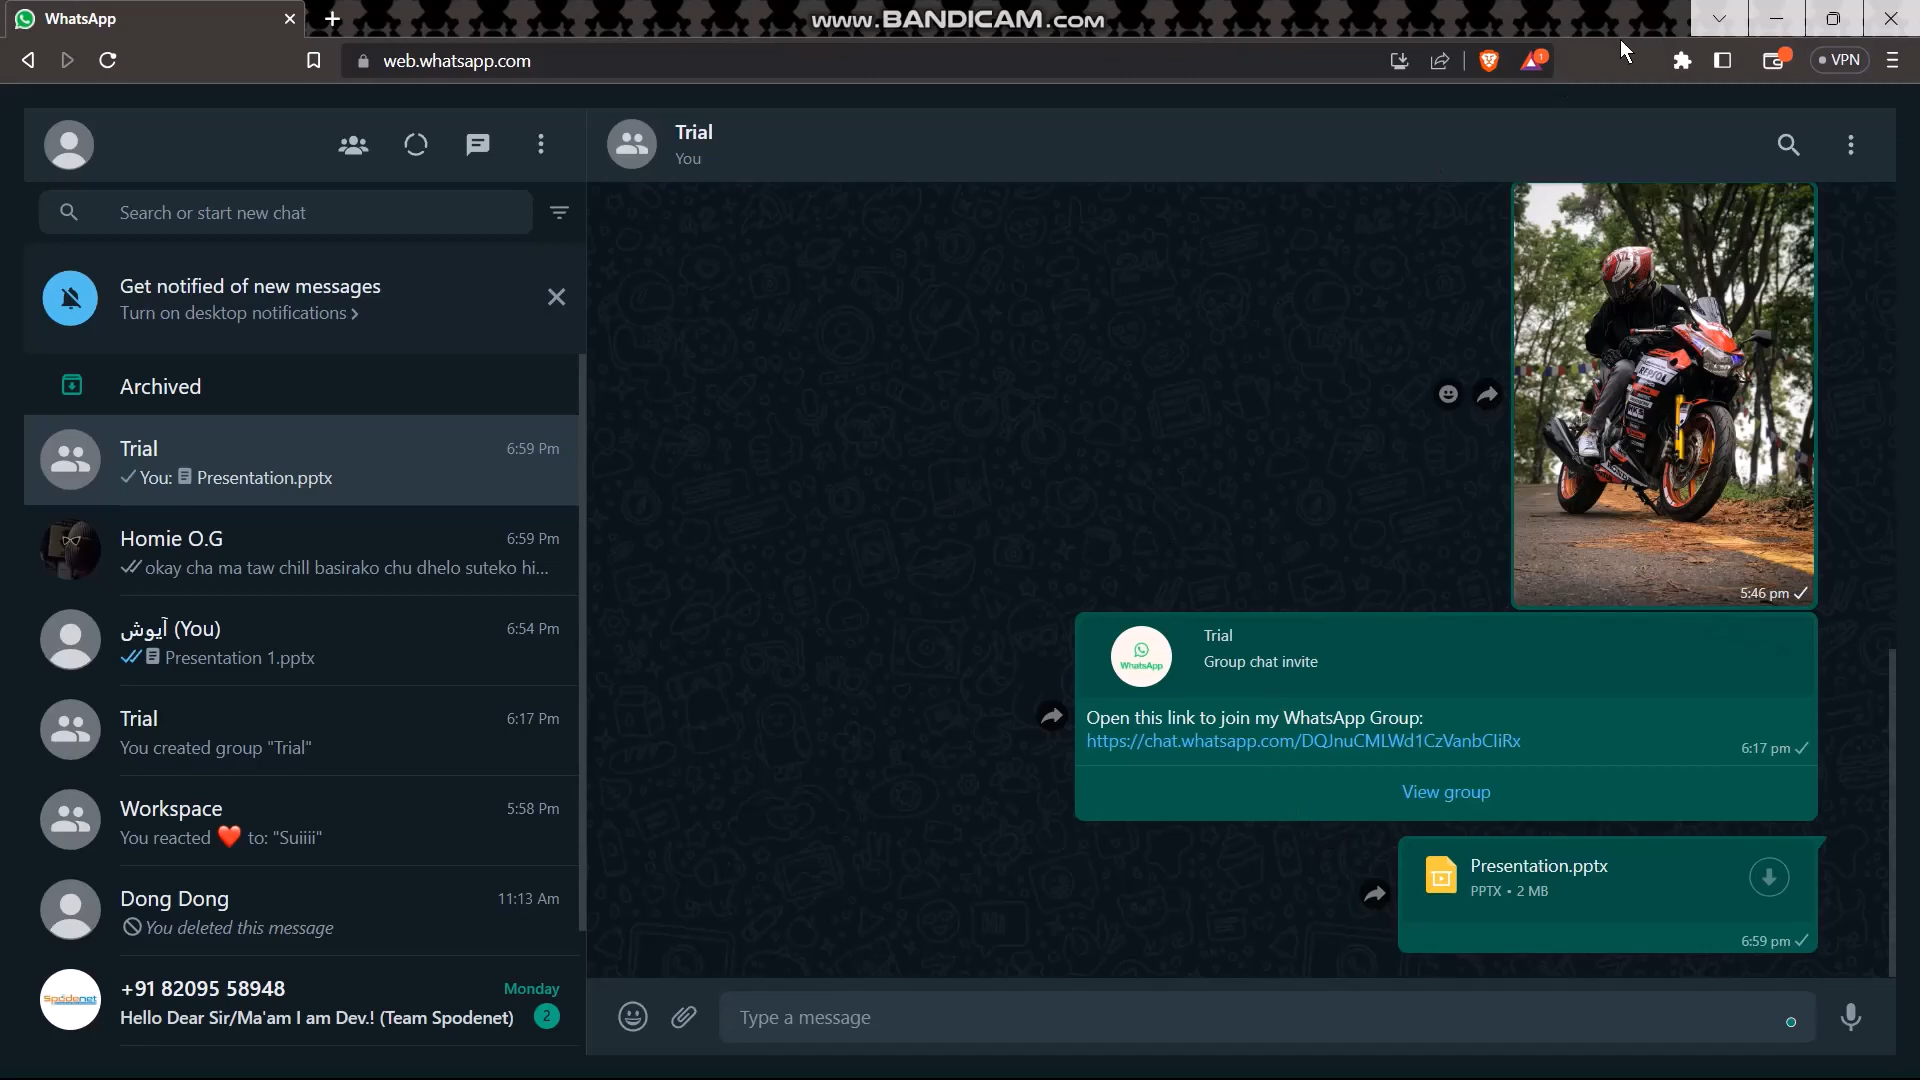 WhatsApp
www.BANDICAM.com
web.whatsapp.com
1
VPN
Trial
You
Search or start new chat
Get notified of new messages
Turn on desktop notifications >
Archived
Trial
6:59 Pm
You: Presentation.pptx
Homie O.G
6:59 Pm
okay cha ma taw chill basirako chu dhelo suteko hi...
آيوش (You)
6:54 Pm
Presentation 1.pptx
Trial
6:17 Pm
You created group "Trial"
Workspace
5:58 Pm
You reacted ❤️ to: "Suiiii"
Dong Dong
11:13 Am
You deleted this message
Spodenet
+91 82095 58948
Monday
Hello Dear Sir/Ma'am I am Dev.! (Team Spodenet)
2
REPSOL
5:46 pm
WhatsApp
Trial
Group chat invite
Open this link to join my WhatsApp Group:
https://chat.whatsapp.com/DQJnuCMLWd1CzVanbCliRx
6:17 pm
View group
Presentation.pptx
PPTX • 2 MB
6:59 pm
Type a message